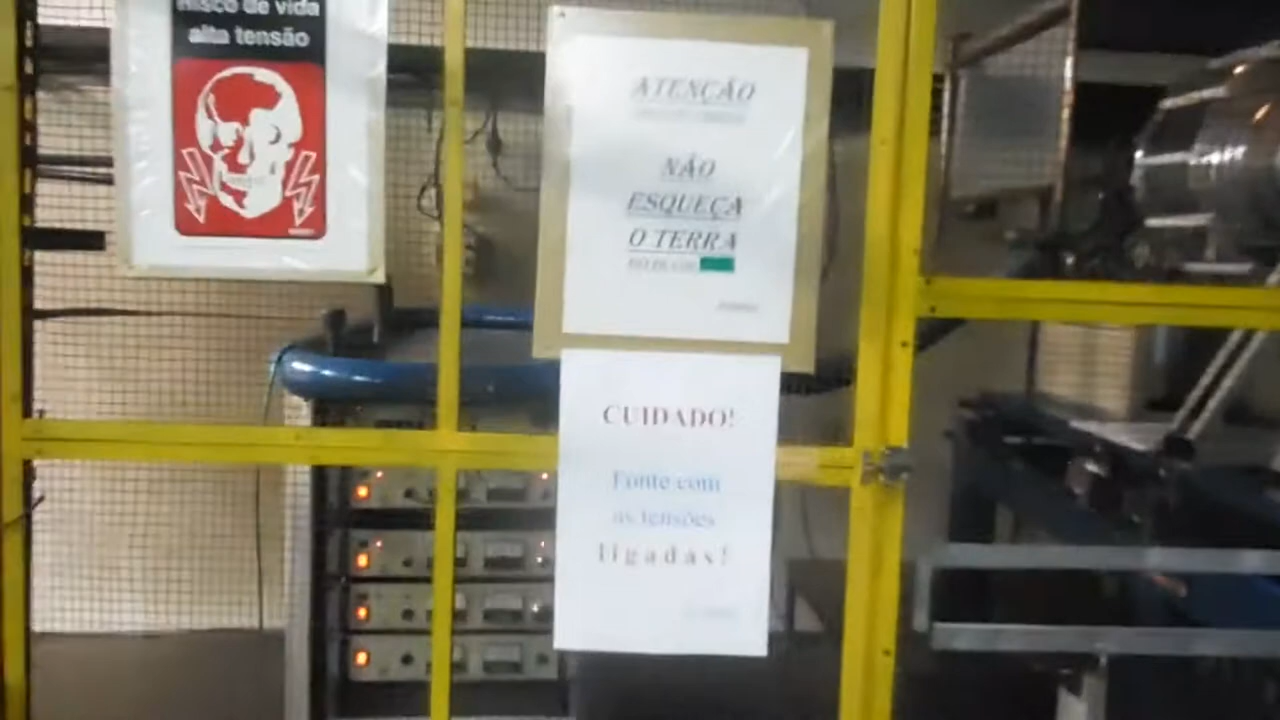 Risco de vida
alta tensão
ATENÇÃO
NÃO
ESQUEÇA
O TERRA
CUIDADO!
Fonte com
as tensões
ligadas!